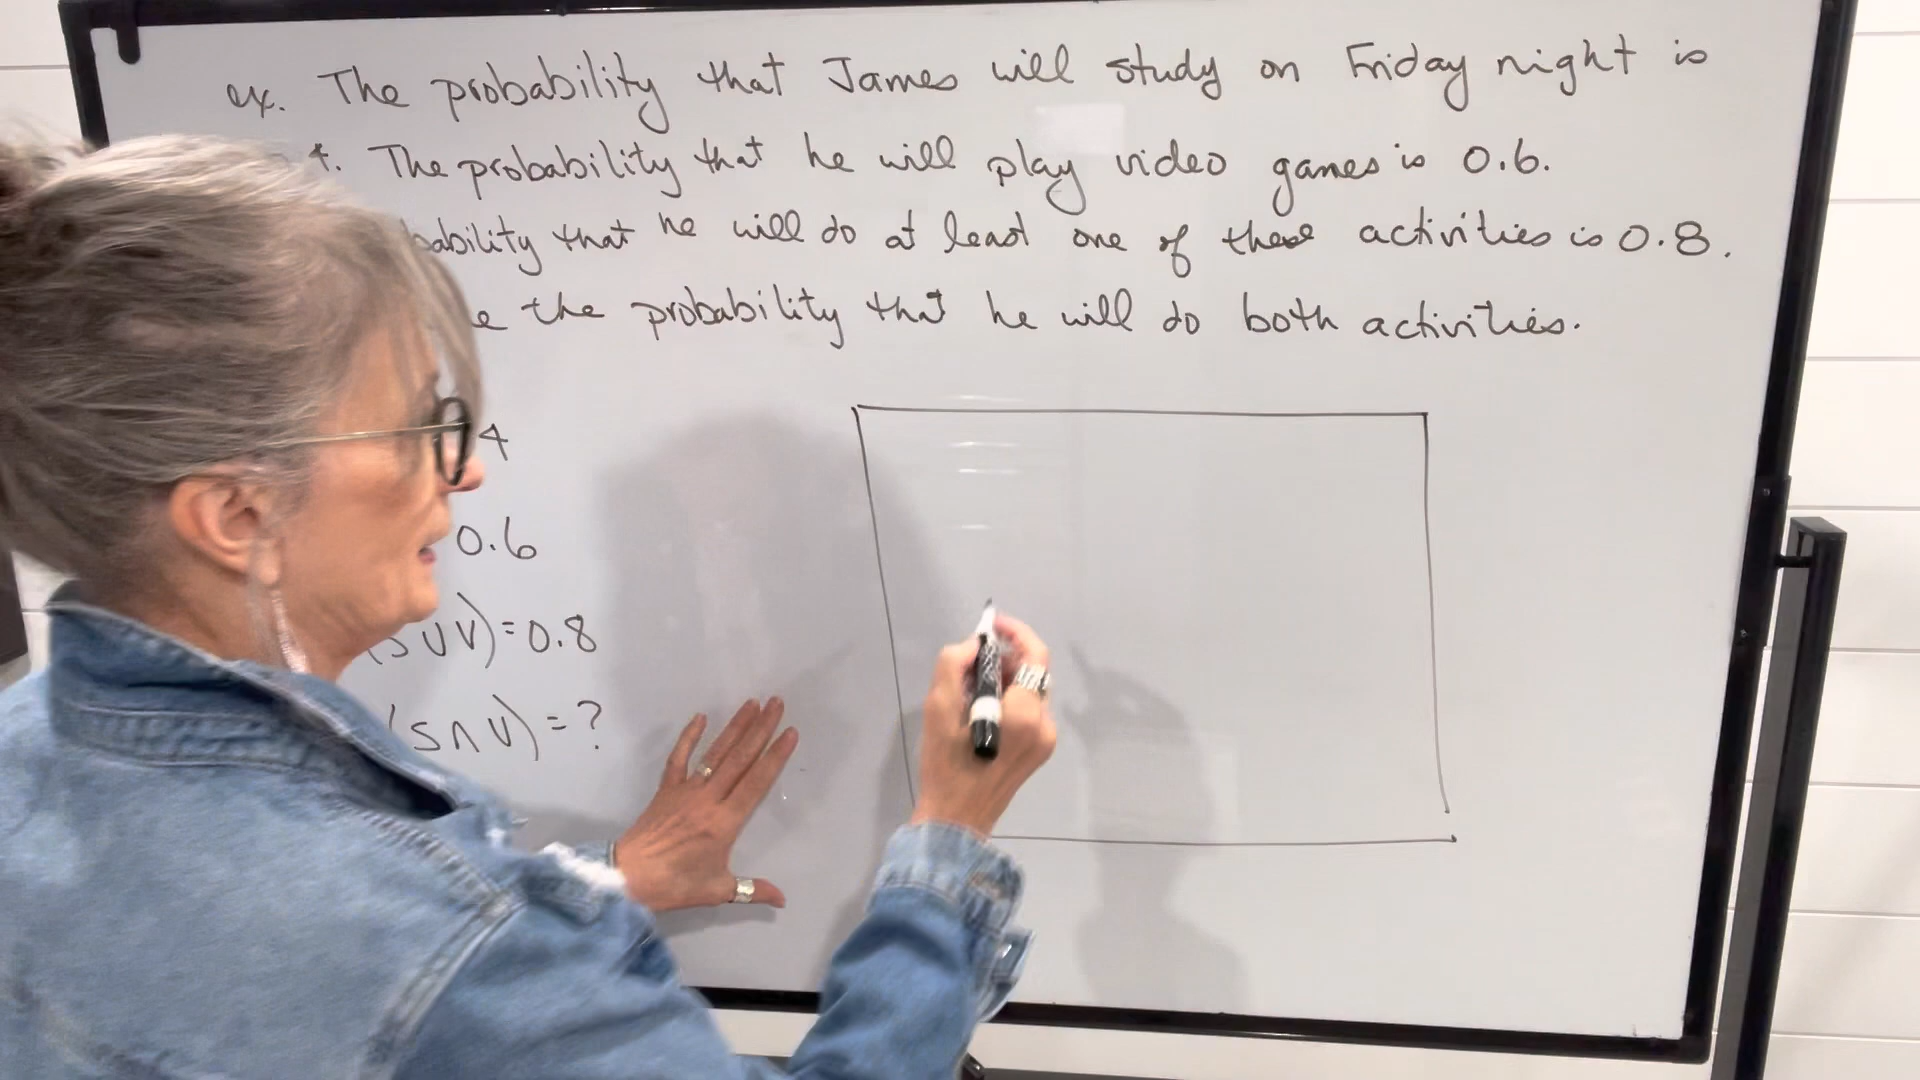 ex. The probability that James will study on Friday night is
4. The probability that he will play video games is 0.6.
bability that he will do at least one of these activities is 0.8.
e the probability that he will do both activities.
4
0.6
(S∪V)=0.8
(S∩V)=?